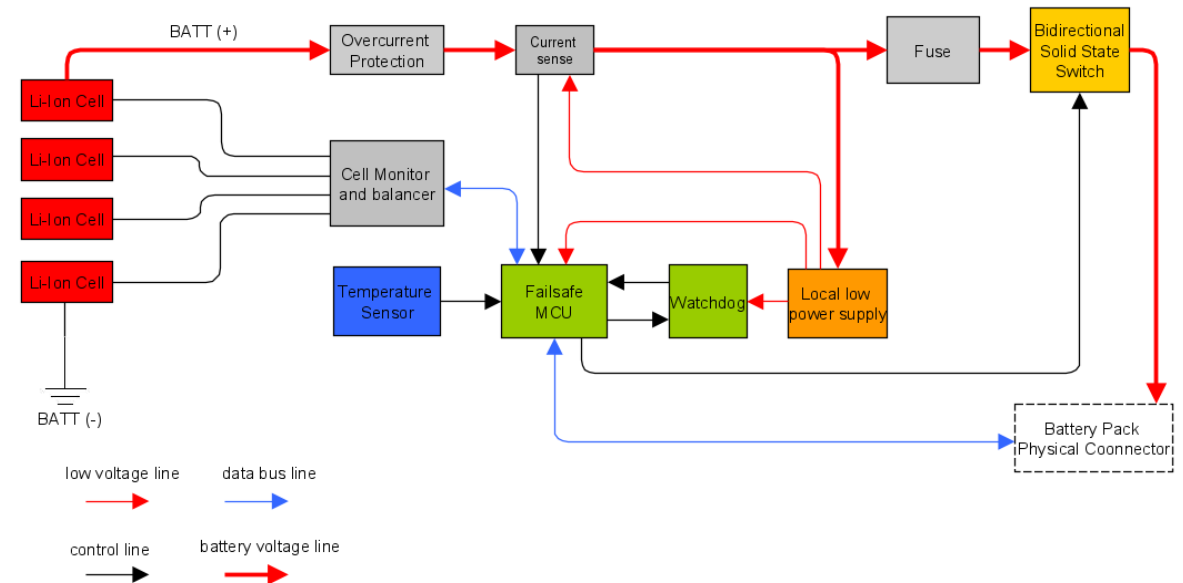 BATT (+)
Overcurrent
Protection
Current
sense
Fuse
Bidirectional
Solid State
Switch
Li-Ion Cell
Li-Ion Cell
Li-Ion Cell
Li-Ion Cell
Cell Monitor
and balancer
Temperature
Sensor
Failsafe
MCU
Watchdog
Local low
power supply
BATT (-)
Battery Pack
Physical Coonnector
low voltage line
data bus line
control line
battery voltage line